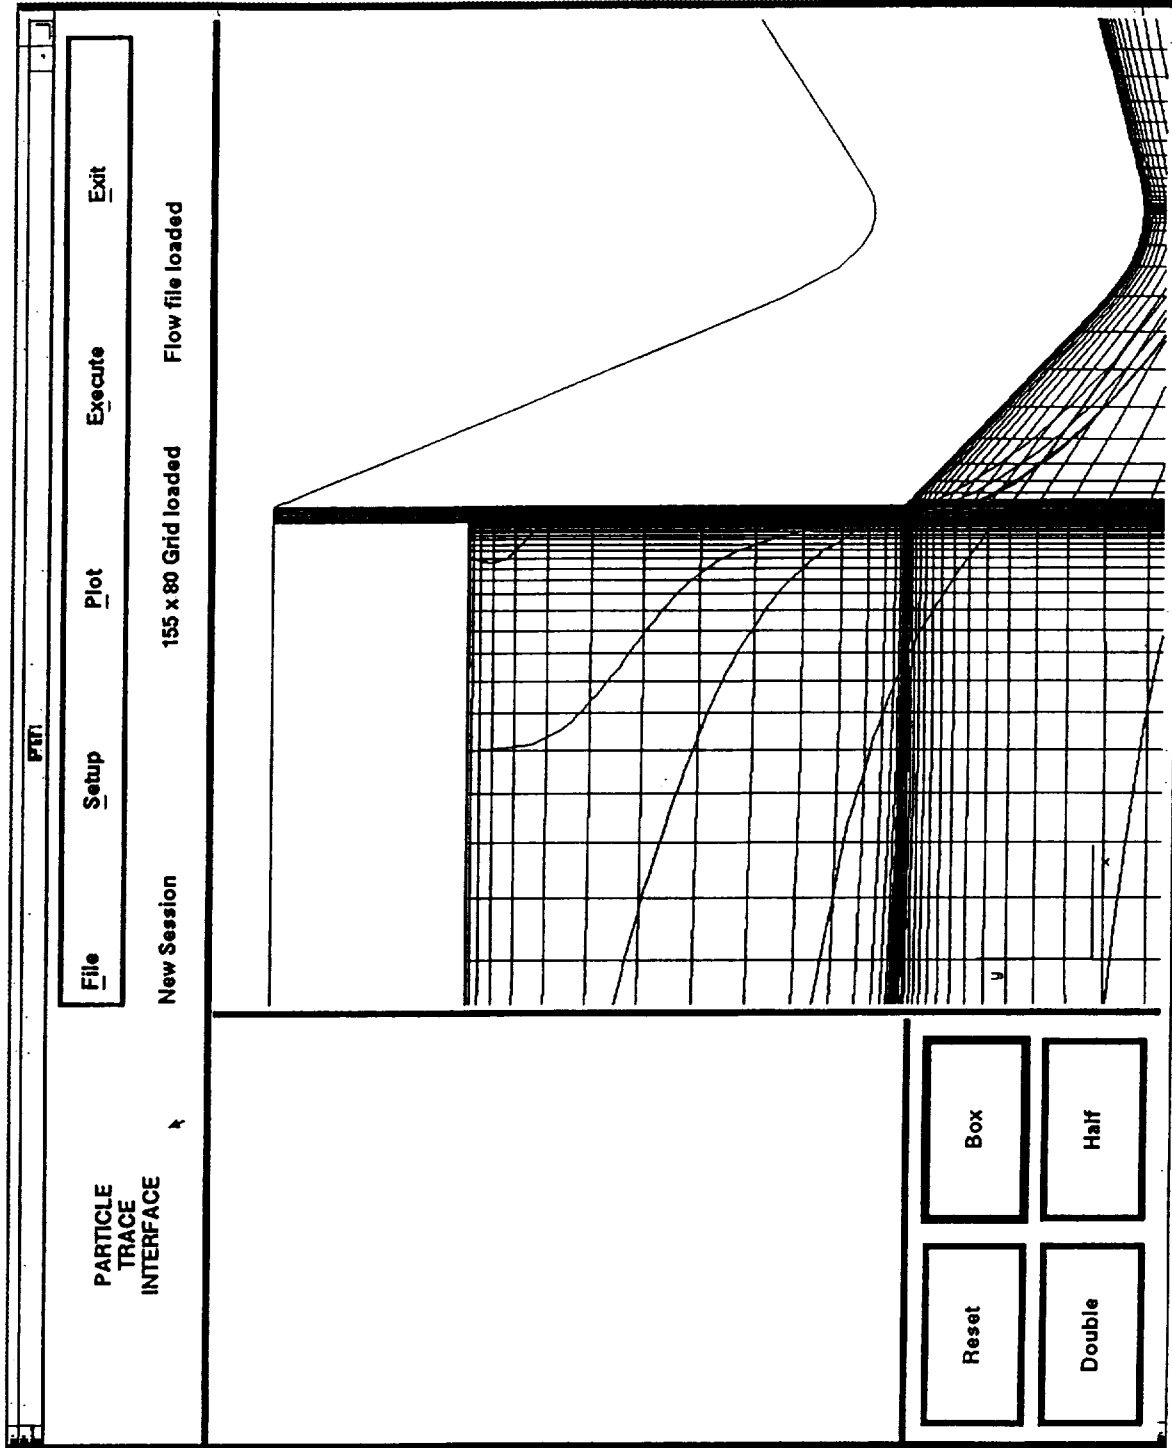 PTI
PARTICLE
TRACE
INTERFACE
File Setup Plot Execute Exit
New Session 155 x 80 Grid loaded Flow file loaded
y
x
Reset Box
Double Half